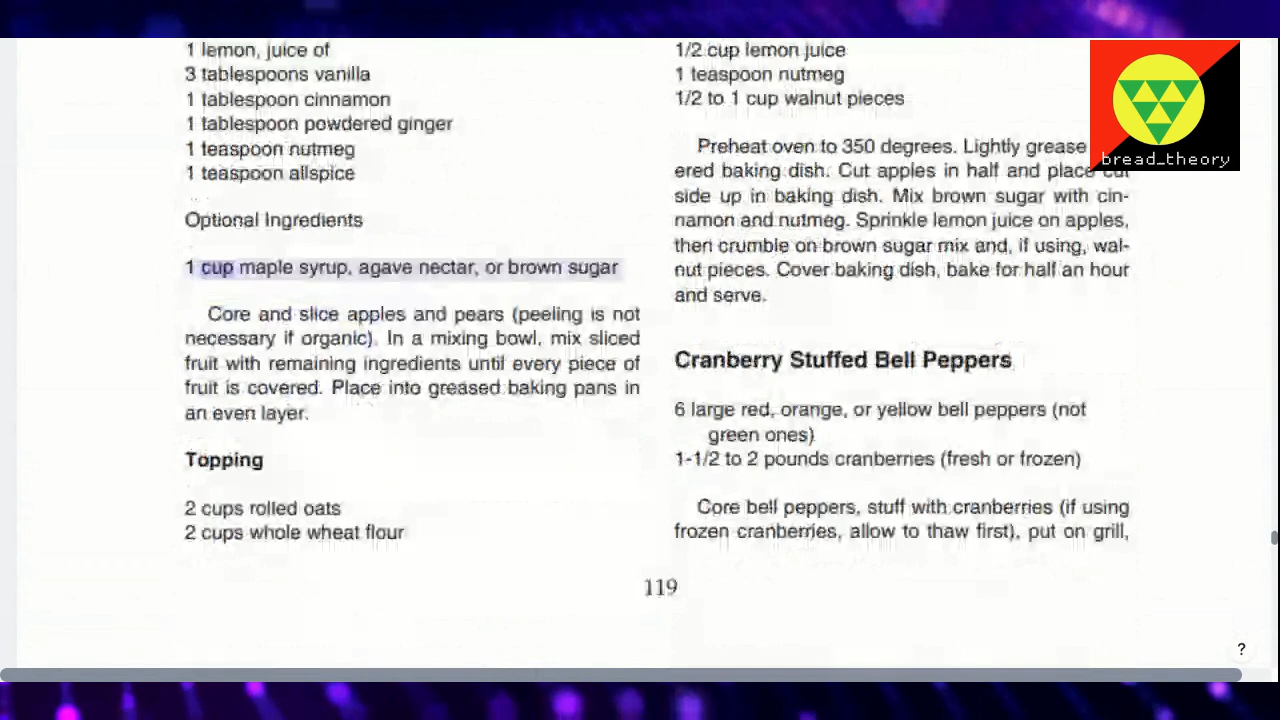 1 lemon, juice of
3 tablespoons vanilla
1 tablespoon cinnamon
1 tablespoon powdered ginger
1 teaspoon nutmeg
1 teaspoon allspice
Optional Ingredients
1 cup maple syrup, agave nectar, or brown sugar
Core and slice apples and pears (peeling is not
necessary if organic). In a mixing bowl, mix sliced
fruit with remaining ingredients until every piece of
fruit is covered. Place into greased baking pans in
an even layer.
Topping
2 cups rolled oats
2 cups whole wheat flour
1/2 cup lemon juice
1 teaspoon nutmeg
1/2 to 1 cup walnut pieces
Preheat oven to 350 degrees. Lightly grease
ered baking dish. Cut apples in half and place cut
side up in baking dish. Mix brown sugar with cin-
namon and nutmeg. Sprinkle lemon juice on apples,
then crumble on brown sugar mix and, if using, wal-
nut pieces. Cover baking dish, bake for half an hour
and serve.
Cranberry Stuffed Bell Peppers
6 large red, orange, or yellow bell peppers (not
green ones)
1-1/2 to 2 pounds cranberries (fresh or frozen)
Core bell peppers, stuff with cranberries (if using
frozen cranberries, allow to thaw first), put on grill,
119
bread_theory
?